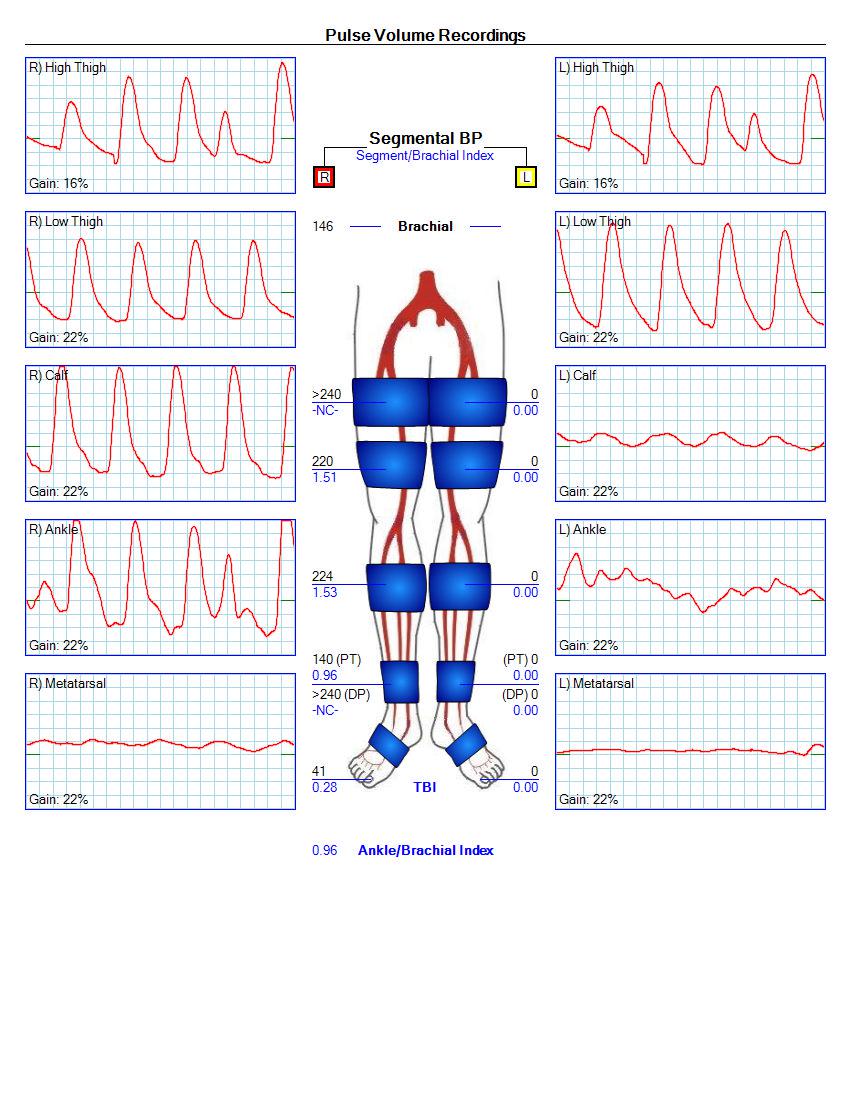 Pulse Volume Recordings
R) High Thigh
Gain: 16%
L) High Thigh
Gain: 16%
Segmental BP
Segment/Brachial Index
R
L
R) Low Thigh
Gain: 22%
146
Brachial
L) Low Thigh
Gain: 22%
R) Calf
Gain: 22%
>240
-NC-
0
0.00
L) Calf
Gain: 22%
220
1.51
0
0.00
R) Ankle
Gain: 22%
224
1.53
0
0.00
L) Ankle
Gain: 22%
140 (PT)
0.96
>240 (DP)
-NC-
(PT) 0
0.00
(DP) 0
0.00
R) Metatarsal
Gain: 22%
L) Metatarsal
Gain: 22%
41
0.28
TBI
0
0.00
0.96 Ankle/Brachial Index